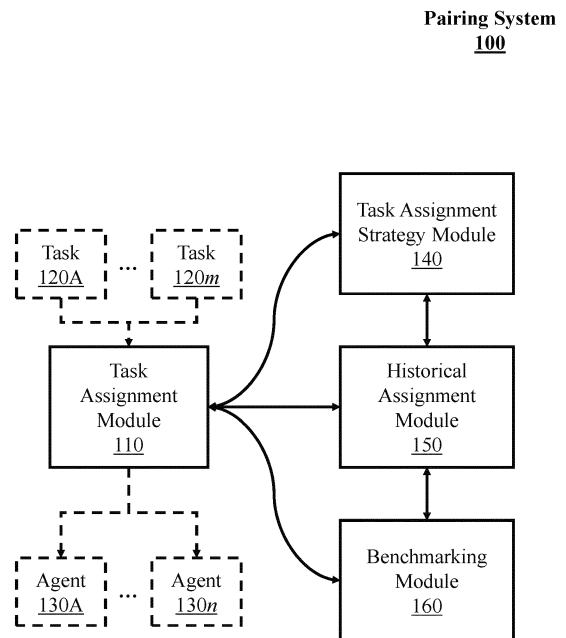 Pairing System
100
Task Assignment
Strategy Module
140
Task
120A
...
Task
120m
Task
Assignment
Module
110
Historical
Assignment
Module
150
Agent
130A
...
Agent
130n
Benchmarking
Module
160